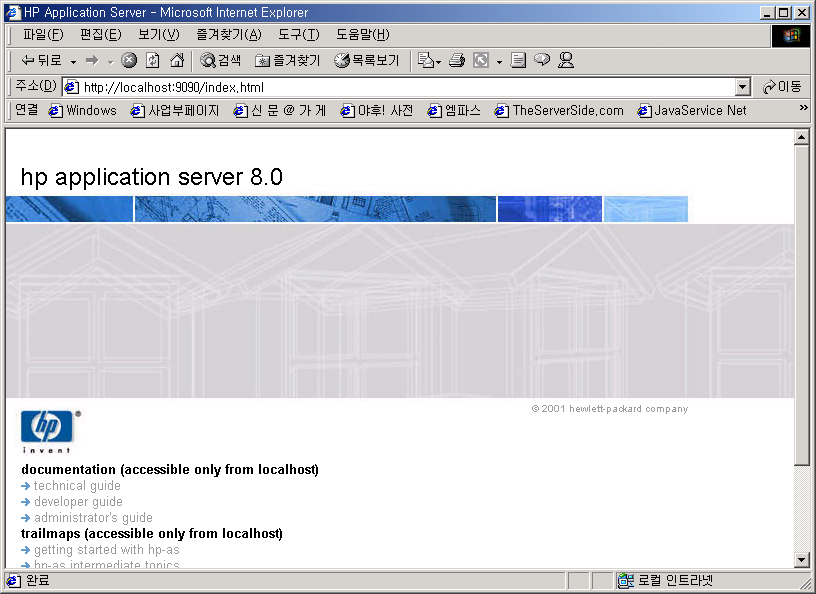 HP Application Server - Microsoft Internet Explorer
파일(F) 편집(E) 보기(V) 즐겨찾기(A) 도구(T) 도움말(H)
뒤로 검색 즐겨찾기 목록보기
주소(D) http://localhost:9090/index.html 이동
연결 Windows 사업부페이지 신 문 @ 가 게 야후! 사전 엠파스 TheServerSide.com JavaService Net »
hp application server 8.0
© 2001 hewlett-packard company
hp ®
invent
documentation (accessible only from localhost)
technical guide
developer guide
administrator's guide
trailmaps (accessible only from localhost)
getting started with hp-as
hp-as intermediate topics
완료 로컬 인트라넷